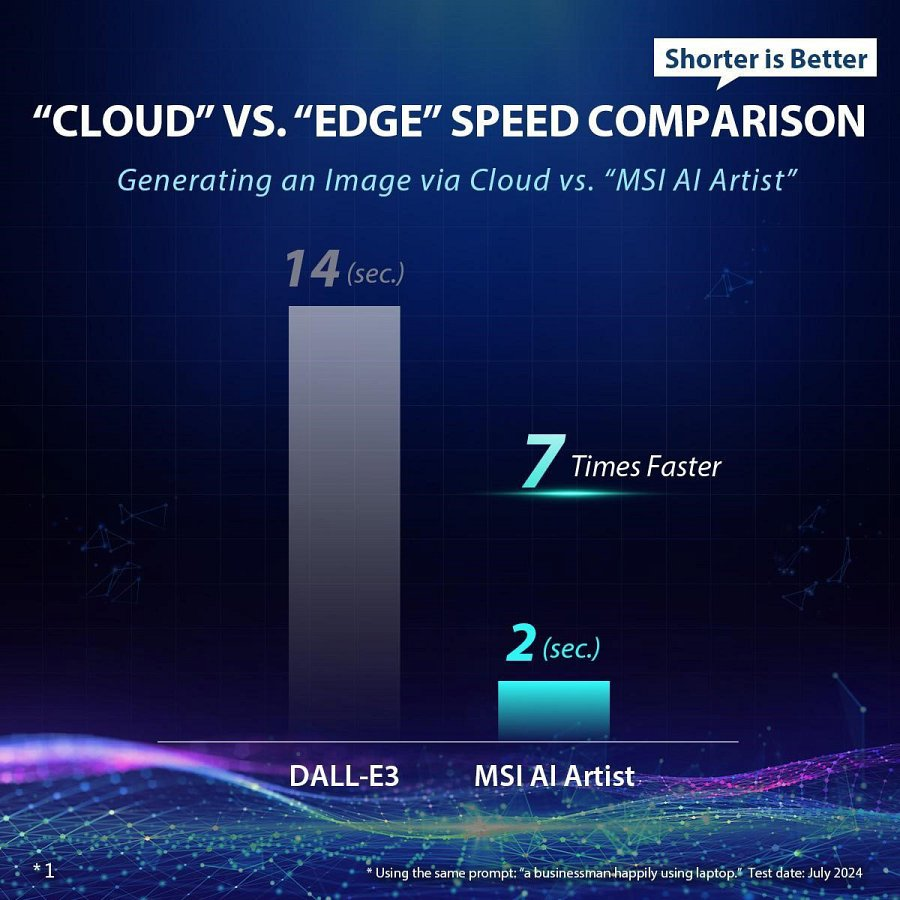 Shorter is Better
“CLOUD” VS. “EDGE” SPEED COMPARISON
Generating an Image via Cloud vs. “MSI AI Artist”
14 (sec.)
7 Times Faster
2 (sec.)
DALL-E3
MSI AI Artist
*1
* Using the same prompt: “a businessman happily using laptop.” Test date: July 2024